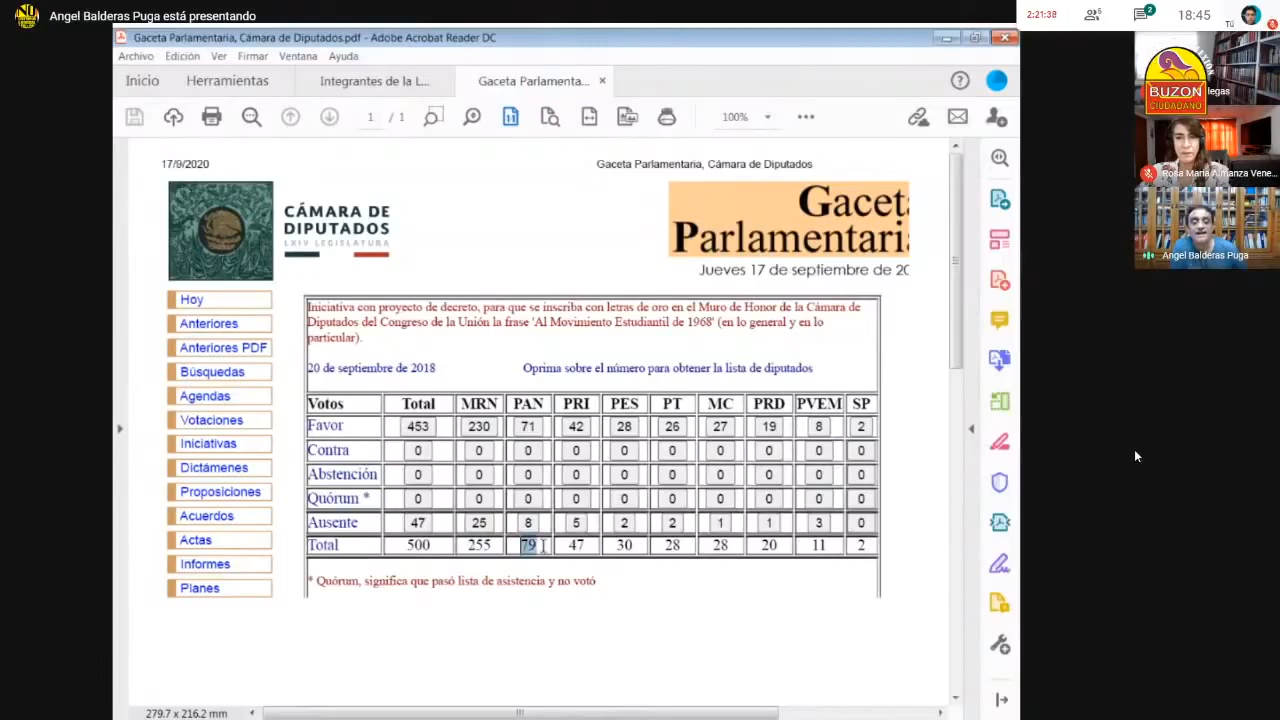 Angel Balderas Puga está presentando
2:21:38
5
2
18:45
Tú
Gaceta Parlamentaria, Cámara de Diputados.pdf - Adobe Acrobat Reader DC
Archivo Edición Ver Firmar Ventana Ayuda
Inicio Herramientas Integrantes de la L... Gaceta Parlamenta... ×
1 / 1 100%
17/9/2020 Gaceta Parlamentaria, Cámara de Diputados
CÁMARA DE
DIPUTADOS
LXIV LEGISLATURA
Gacet
Parlamentari
Jueves 17 de septiembre de 20
Hoy
Anteriores
Anteriores PDF
Búsquedas
Agendas
Votaciones
Iniciativas
Dictámenes
Proposiciones
Acuerdos
Actas
Informes
Planes
Iniciativa con proyecto de decreto, para que se inscriba con letras de oro en el Muro de Honor de la Cámara de
Diputados del Congreso de la Unión la frase 'Al Movimiento Estudiantil de 1968' (en lo general y en lo
particular).
20 de septiembre de 2018 Oprima sobre el número para obtener la lista de diputados
Votos Total MRN PAN PRI PES PT MC PRD PVEM SP
Favor 453 230 71 42 28 26 27 19 8 2
Contra 0 0 0 0 0 0 0 0 0 0
Abstención 0 0 0 0 0 0 0 0 0 0
Quórum * 0 0 0 0 0 0 0 0 0 0
Ausente 47 25 8 5 2 2 1 1 3 0
Total 500 255 79 47 30 28 28 20 11 2
* Quórum, significa que pasó lista de asistencia y no votó
279.7 x 216.2 mm
BUZON
CIUDADANO
legas
Rosa María Almanza Vene...
Angel Balderas Puga